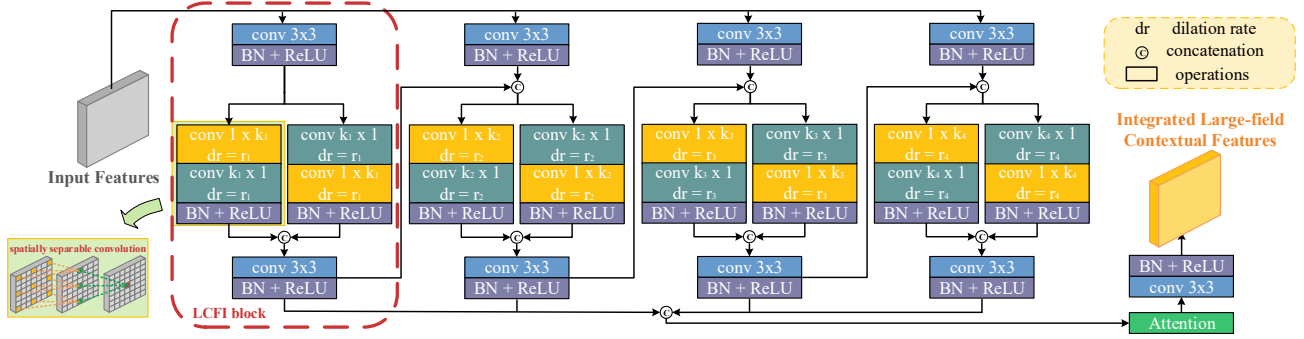 conv 3x3
BN + ReLU
conv 3x3
BN + ReLU
conv 3x3
BN + ReLU
conv 3x3
BN + ReLU
dr dilation rate
C concatenation
operations
Input Features
C
C
C
conv 1 x k₁
dr = r₁
conv k₁ x 1
dr = r₁
BN + ReLU
conv k₁ x 1
dr = r₁
conv 1 x k₁
dr = r₁
BN + ReLU
conv 1 x k₂
dr = r₂
conv k₂ x 1
dr = r₂
BN + ReLU
conv k₂ x 1
dr = r₂
conv 1 x k₂
dr = r₂
BN + ReLU
conv 1 x k₃
dr = r₃
conv k₃ x 1
dr = r₃
BN + ReLU
conv k₃ x 1
dr = r₃
conv 1 x k₃
dr = r₃
BN + ReLU
conv 1 x k₄
dr = r₄
conv k₄ x 1
dr = r₄
BN + ReLU
conv k₄ x 1
dr = r₄
conv 1 x k₄
dr = r₄
BN + ReLU
Integrated Large-field
Contextual Features
C
C
C
C
spatially separable convolution
conv 3x3
BN + ReLU
conv 3x3
BN + ReLU
conv 3x3
BN + ReLU
conv 3x3
BN + ReLU
LCFI block
C
BN + ReLU
conv 3x3
Attention